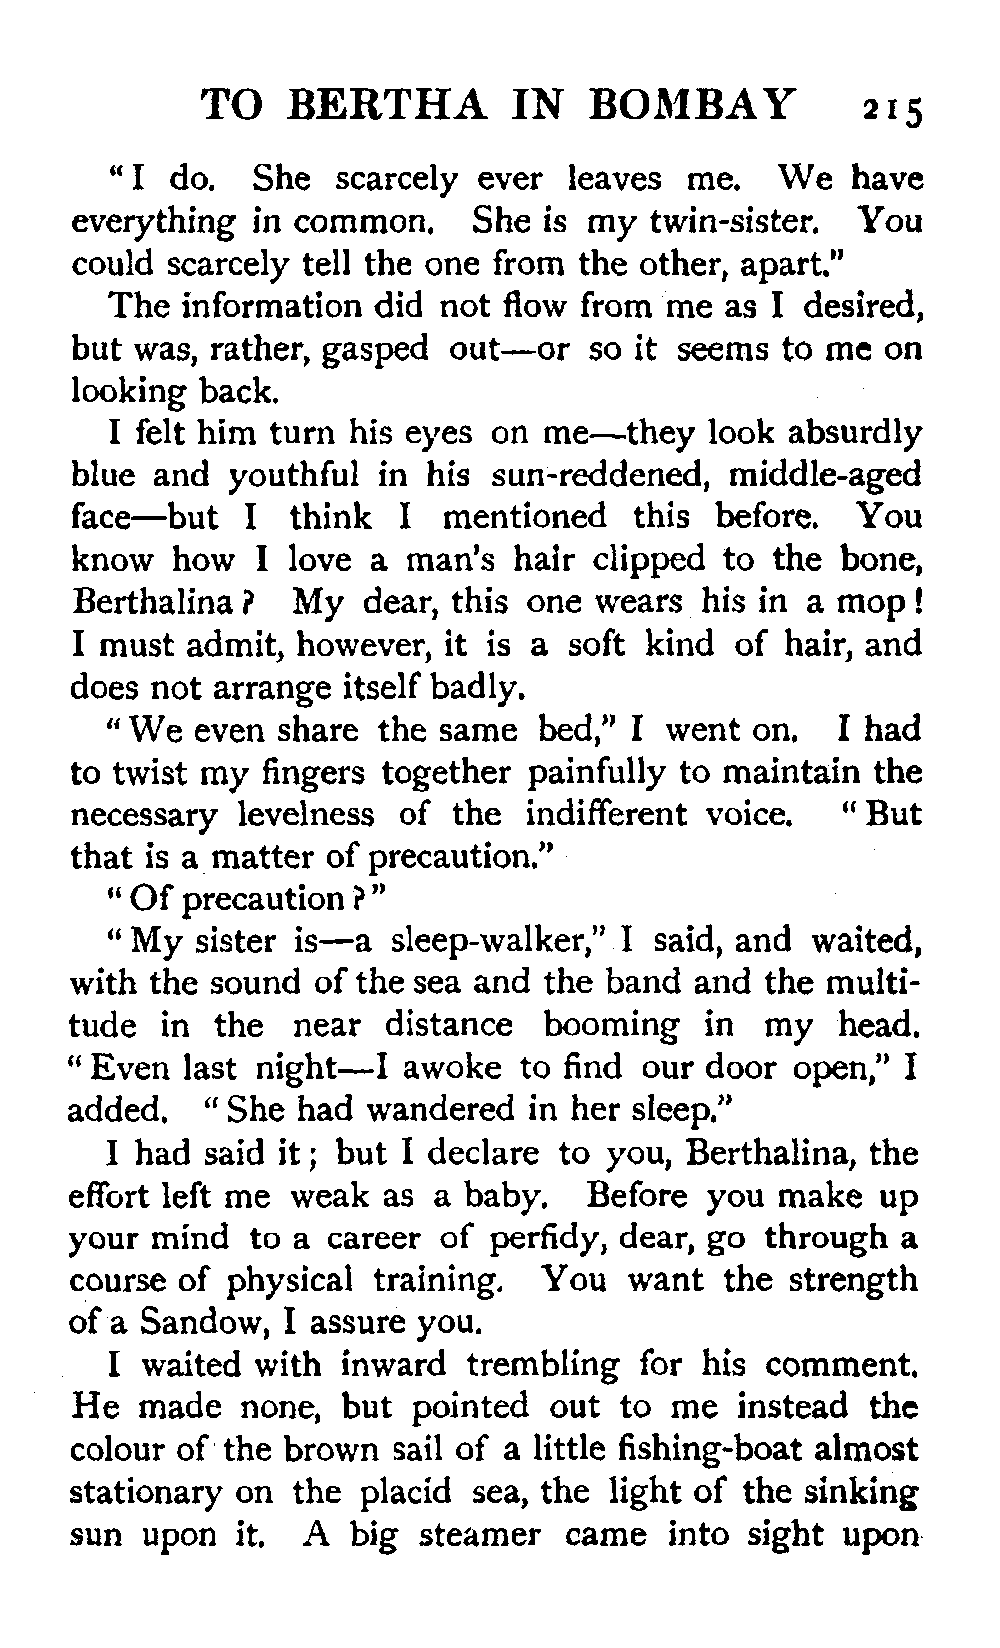 TO BERTHA IN BOMBAY 215
“I do. She scarcely ever leaves me. We have
everything in common. She is my twin-sister. You
could scarcely tell the one from the other, apart.”
The information did not flow from me as I desired,
but was, rather, gasped out—or so it seems to me on
looking back.
I felt him turn his eyes on me—they look absurdly
blue and youthful in his sun-reddened, middle-aged
face—but I think I mentioned this before. You
know how I love a man's hair clipped to the bone,
Berthalina? My dear, this one wears his in a mop!
I must admit, however, it is a soft kind of hair, and
does not arrange itself badly.
“We even share the same bed,” I went on. I had
to twist my fingers together painfully to maintain the
necessary levelness of the indifferent voice. “But
that is a matter of precaution.”
“Of precaution?”
“My sister is—a sleep-walker,” I said, and waited,
with the sound of the sea and the band and the multi-
tude in the near distance booming in my head.
“Even last night—I awoke to find our door open,” I
added. “She had wandered in her sleep.”
I had said it; but I declare to you, Berthalina, the
effort left me weak as a baby. Before you make up
your mind to a career of perfidy, dear, go through a
course of physical training. You want the strength
of a Sandow, I assure you.
I waited with inward trembling for his comment.
He made none, but pointed out to me instead the
colour of the brown sail of a little fishing-boat almost
stationary on the placid sea, the light of the sinking
sun upon it. A big steamer came into sight upon